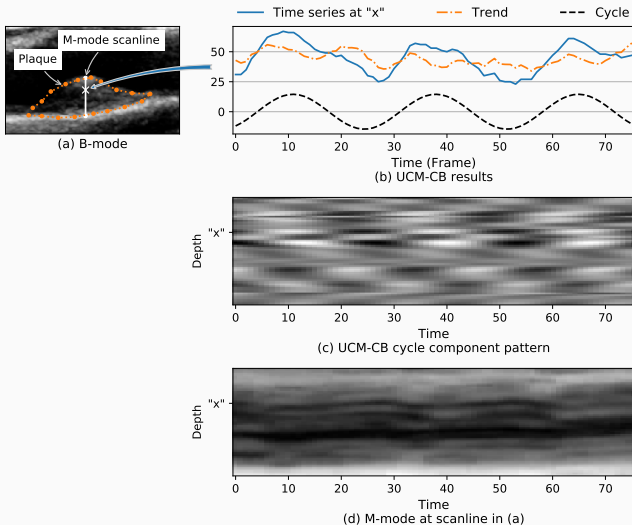 Time series at "x" Trend Cycle
M-mode scanline
Plaque
(a) B-mode
50
25
0
0 10 20 30 40 50 60 70
Time (Frame)
(b) UCM-CB results
Depth
"x"
0 10 20 30 40 50 60 70
Time
(c) UCM-CB cycle component pattern
Depth
"x"
0 10 20 30 40 50 60 70
Time
(d) M-mode at scanline in (a)